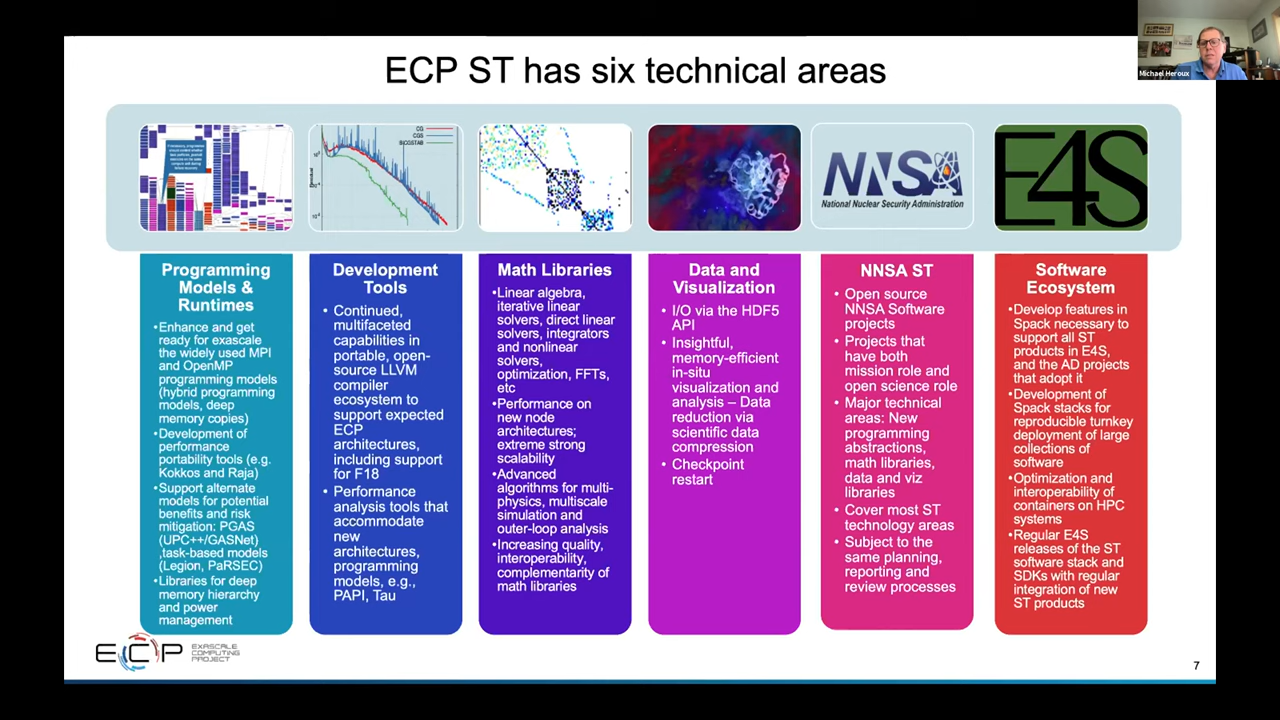 ECP ST has six technical areas
Michael Heroux
CG
CGS
BiCGSTAB
NNSA
National Nuclear Security Administration
E4S
Programming
Models &
Runtimes
•Enhance and get
ready for exascale
the widely used MPI
and OpenMP
programming models
(hybrid programming
models, deep
memory copies)
•Development of
performance
portability tools (e.g.
Kokkos and Raja)
•Support alternate
models for potential
benefits and risk
mitigation: PGAS
(UPC++/GASNet)
,task-based models
(Legion, PaRSEC)
•Libraries for deep
memory hierarchy
and power
management
Development
Tools
• Continued,
multifaceted
capabilities in
portable, open-
source LLVM
compiler
ecosystem to
support expected
ECP
architectures,
including support
for F18
• Performance
analysis tools that
accommodate
new
architectures,
programming
models, e.g.,
PAPI, Tau
Math Libraries
•Linear algebra,
iterative linear
solvers, direct linear
solvers, integrators
and nonlinear
solvers,
optimization, FFTs,
etc
•Performance on
new node
architectures;
extreme strong
scalability
•Advanced
algorithms for multi-
physics, multiscale
simulation and
outer-loop analysis
•Increasing quality,
interoperability,
complementarity of
math libraries
Data and
Visualization
• I/O via the HDF5
API
• Insightful,
memory-efficient
in-situ
visualization and
analysis – Data
reduction via
scientific data
compression
• Checkpoint
restart
NNSA ST
• Open source
NNSA Software
projects
• Projects that
have both
mission role and
open science role
• Major technical
areas: New
programming
abstractions,
math libraries,
data and viz
libraries
• Cover most ST
technology areas
• Subject to the
same planning,
reporting and
review processes
Software
Ecosystem
•Develop features in
Spack necessary to
support all ST
products in E4S,
and the AD projects
that adopt it
•Development of
Spack stacks for
reproducible turnkey
deployment of large
collections of
software
•Optimization and
interoperability of
containers on HPC
systems
•Regular E4S
releases of the ST
software stack and
SDKs with regular
integration of new
ST products
ECP
EXASCALE
COMPUTING
PROJECT
7